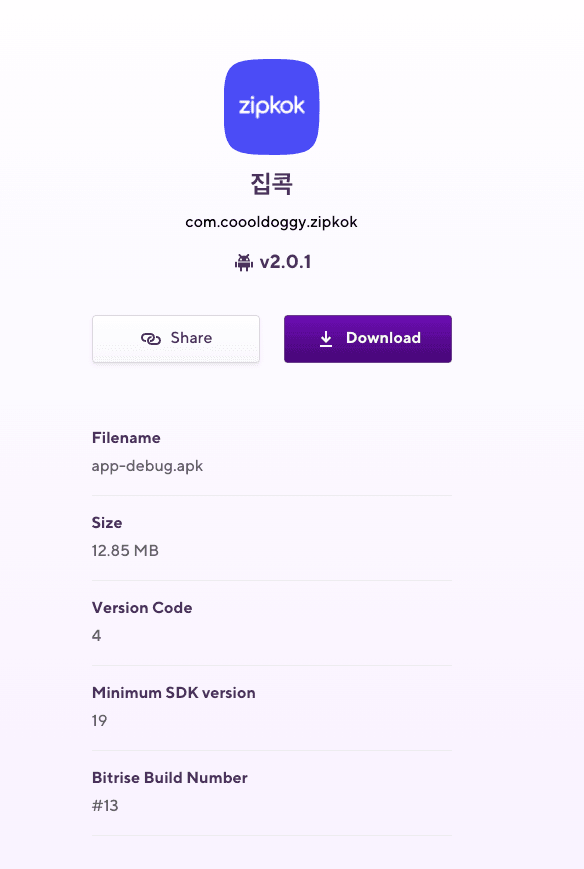 zipkok
집콕
com.coooldoggy.zipkok
v2.0.1
Share
Download
Filename
app-debug.apk
Size
12.85 MB
Version Code
4
Minimum SDK version
19
Bitrise Build Number
#13